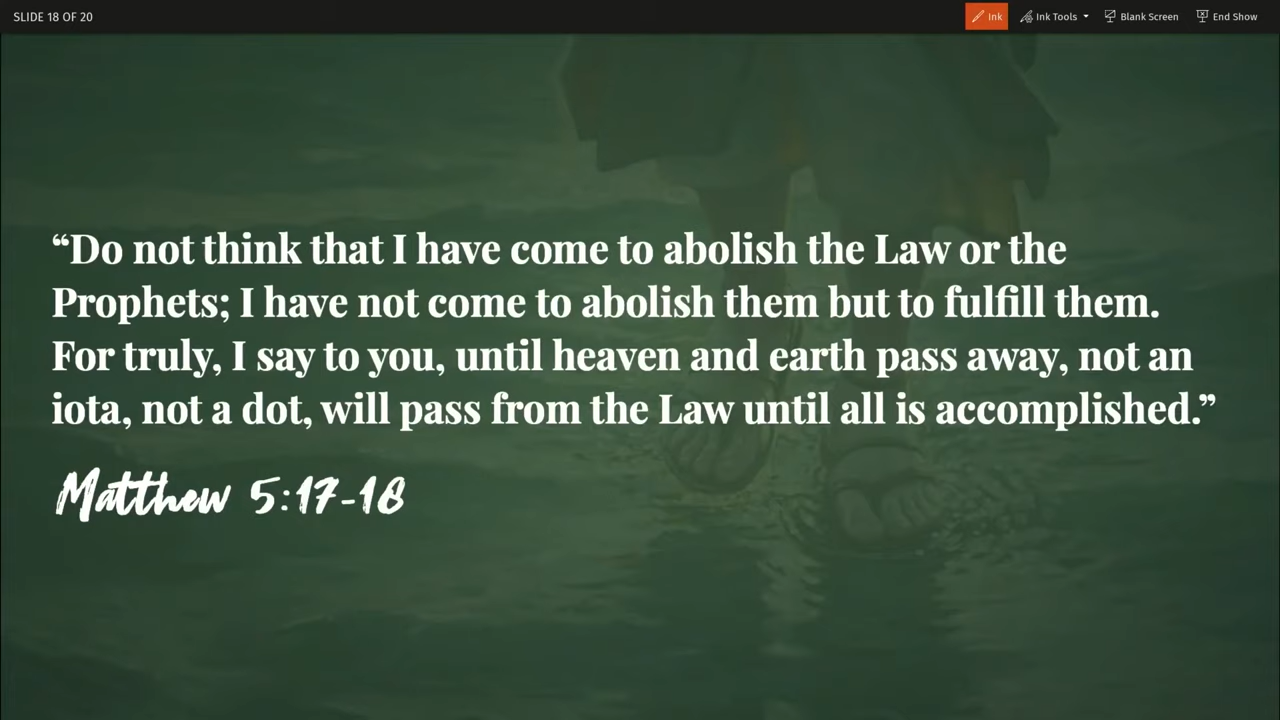 SLIDE 18 OF 20
Ink
Ink Tools
Blank Screen
End Show
“Do not think that I have come to abolish the Law or the
Prophets; I have not come to abolish them but to fulfill them.
For truly, I say to you, until heaven and earth pass away, not an
iota, not a dot, will pass from the Law until all is accomplished.”
Matthew 5:17-18